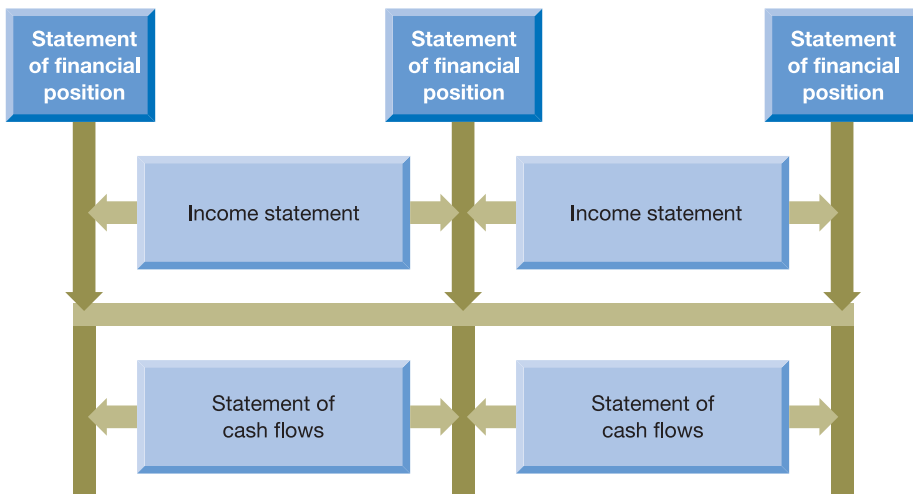 Statement
of financial
position
Statement
of financial
position
Statement
of financial
position
Income statement
Income statement
Statement of
cash flows
Statement of
cash flows